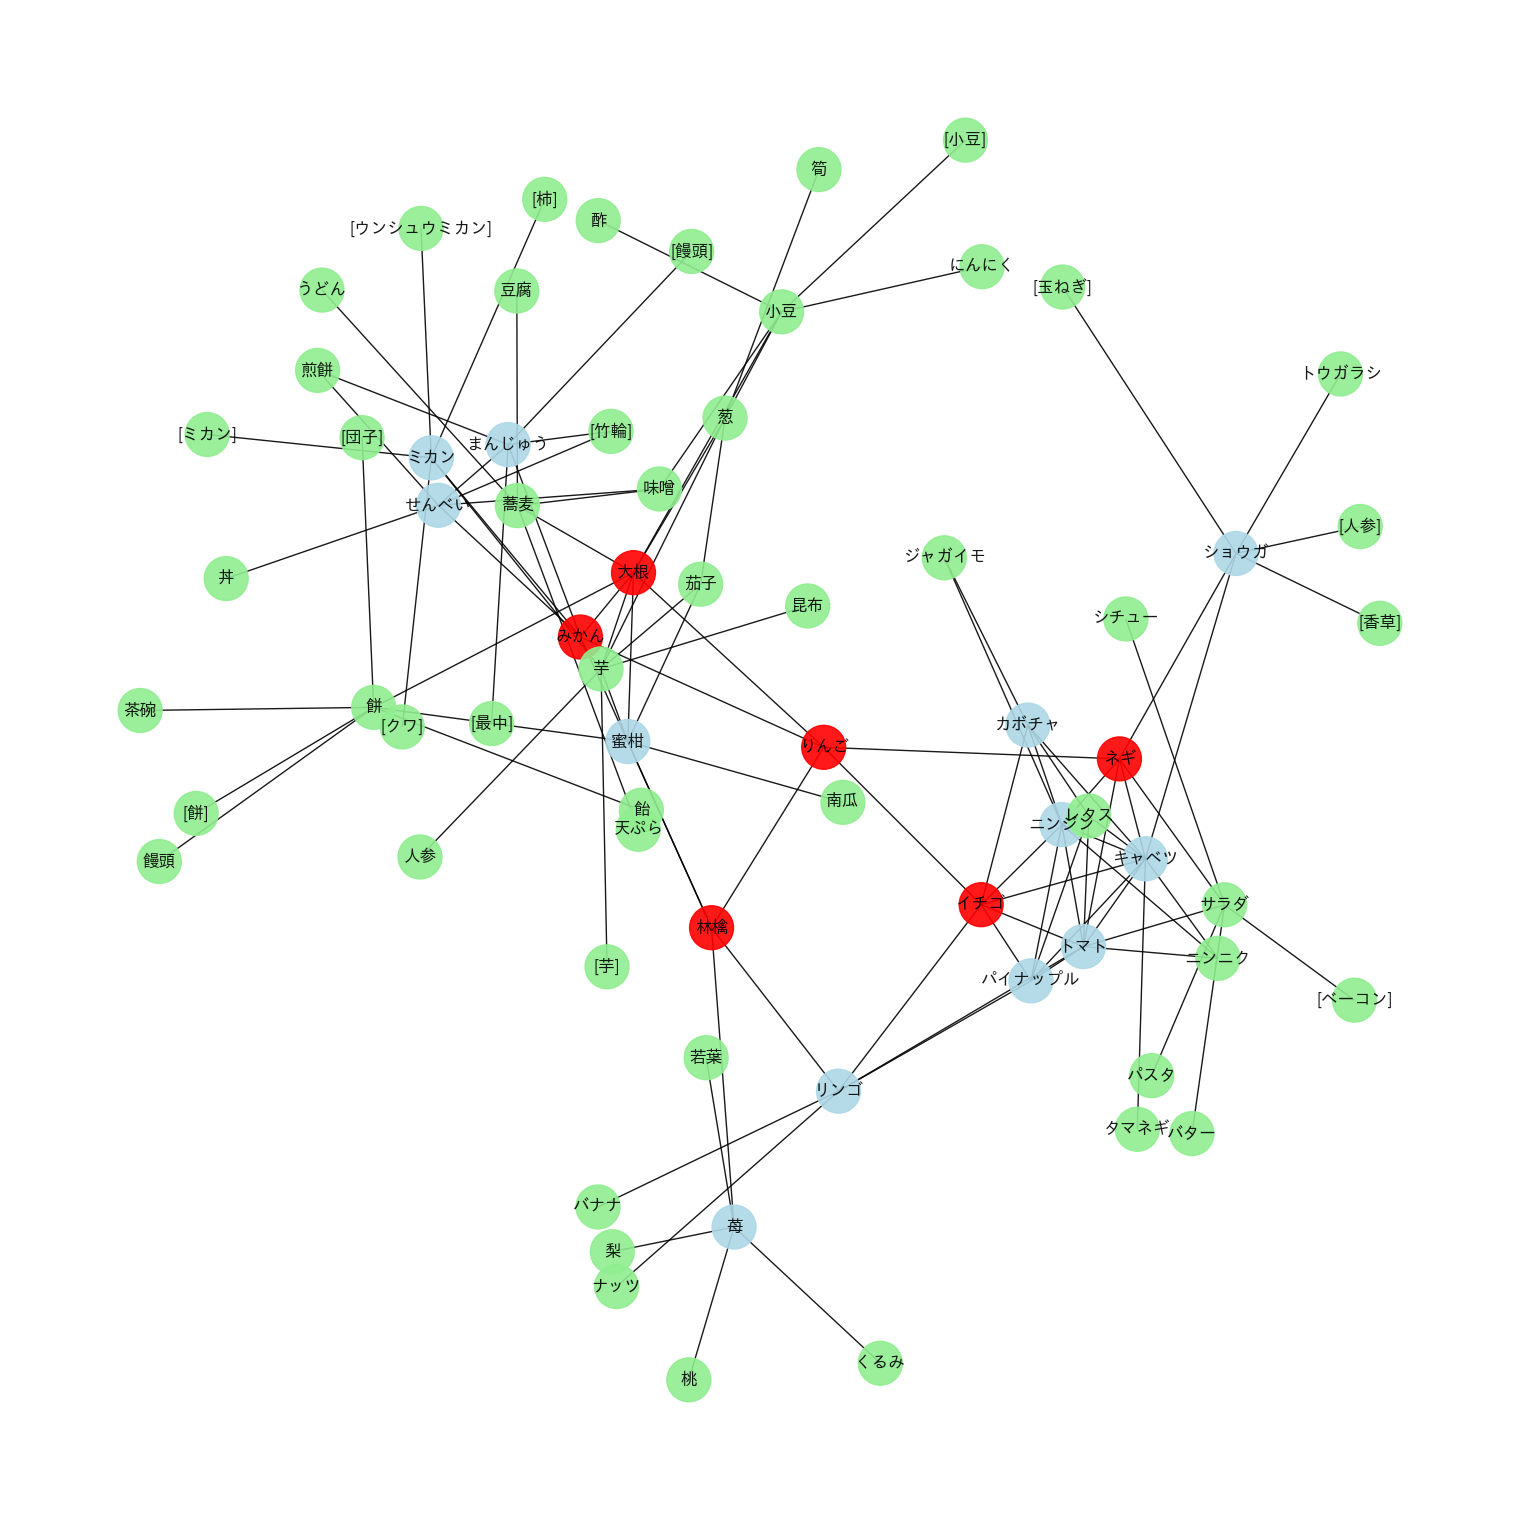 [小豆]
筍
[柿]
酢
[ウンシュウミカン]
[饅頭]
にんにく
[玉ねぎ]
うどん
豆腐
小豆
煎餅
トウガラシ
葱
[竹輪]
[ミカン]
[団子]
まんじゅう
ミカン
味噌
せんべい
蕎麦
[人参]
ショウガ
ジャガイモ
大根
丼
茄子
昆布
シチュー
[香草]
みかん
芋
餅
茶碗
[クワ]
[最中]
カボチャ
蜜柑
りんご
ネギ
南瓜
飴
[餅]
レタス
ニンジン
天ぷら
人参
キャベツ
饅頭
イチゴ
サラダ
林檎
トマト
ニンニク
[芋]
パイナップル
[ベーコン]
若葉
パスタ
リンゴ
タマネギ
バター
バナナ
苺
梨
ナッツ
くるみ
桃